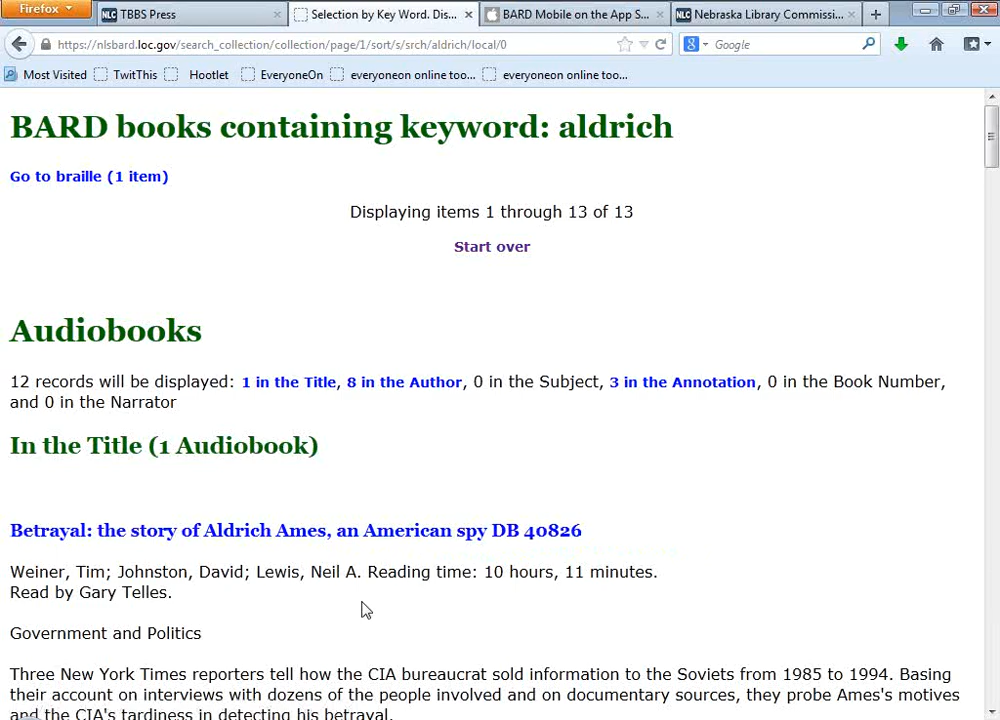 Firefox
TBBS Press
Selection by Key Word. Dis...
BARD Mobile on the App S...
Nebraska Library Commissi...
https://nlsbard.loc.gov/search_collection/collection/page/1/sort/s/srch/aldrich/local/0
Google
Most Visited
TwitThis
Hootlet
EveryoneOn
everyoneon online too...
everyoneon online too...
BARD books containing keyword: aldrich
Go to braille (1 item)
Displaying items 1 through 13 of 13
Start over
Audiobooks
12 records will be displayed: 1 in the Title, 8 in the Author, 0 in the Subject, 3 in the Annotation, 0 in the Book Number,
and 0 in the Narrator
In the Title (1 Audiobook)
Betrayal: the story of Aldrich Ames, an American spy DB 40826
Weiner, Tim; Johnston, David; Lewis, Neil A. Reading time: 10 hours, 11 minutes.
Read by Gary Telles.
Government and Politics
Three New York Times reporters tell how the CIA bureaucrat sold information to the Soviets from 1985 to 1994. Basing
their account on interviews with dozens of the people involved and on documentary sources, they probe Ames's motives
and the CIA's tardiness in detecting his betrayal.